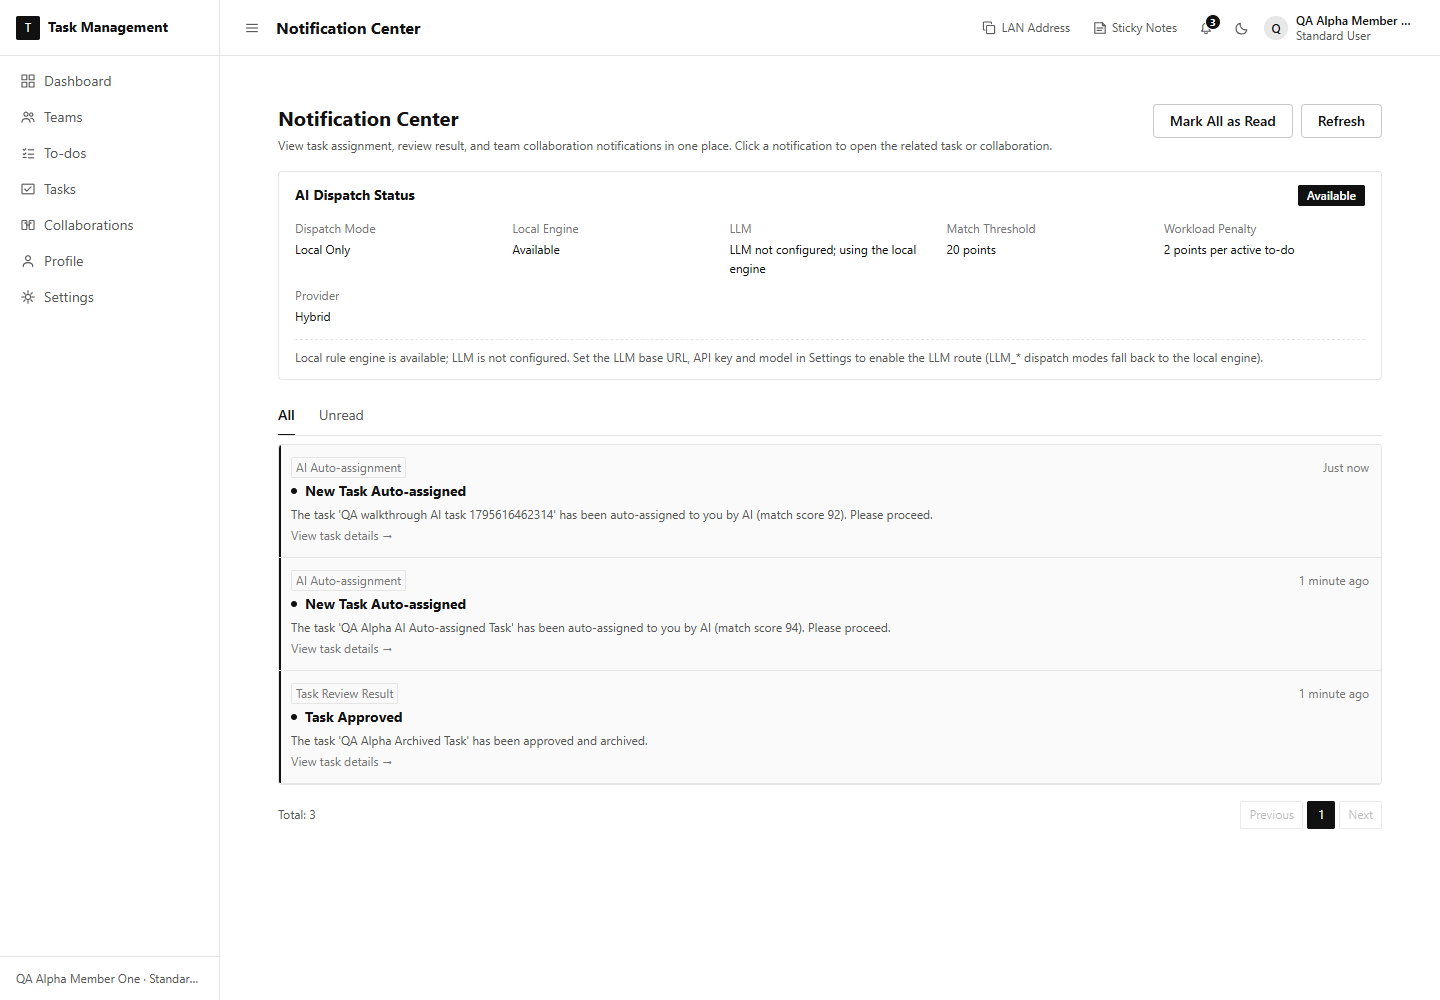 T Task Management
Notification Center
LAN Address
Sticky Notes
3
Q
QA Alpha Member ...
Standard User
Dashboard
Teams
To-dos
Tasks
Collaborations
Profile
Settings
QA Alpha Member One · Standar...
Notification Center
View task assignment, review result, and team collaboration notifications in one place. Click a notification to open the related task or collaboration.
Mark All as Read
Refresh
AI Dispatch Status
Available
Dispatch Mode
Local Only
Local Engine
Available
LLM
LLM not configured; using the local
engine
Match Threshold
20 points
Workload Penalty
2 points per active to-do
Provider
Hybrid
Local rule engine is available; LLM is not configured. Set the LLM base URL, API key and model in Settings to enable the LLM route (LLM_* dispatch modes fall back to the local engine).
All
Unread
AI Auto-assignment
Just now
New Task Auto-assigned
The task 'QA walkthrough AI task 1795616462314' has been auto-assigned to you by AI (match score 92). Please proceed.
View task details →
AI Auto-assignment
1 minute ago
New Task Auto-assigned
The task 'QA Alpha AI Auto-assigned Task' has been auto-assigned to you by AI (match score 94). Please proceed.
View task details →
Task Review Result
1 minute ago
Task Approved
The task 'QA Alpha Archived Task' has been approved and archived.
View task details →
Total: 3
Previous
1
Next